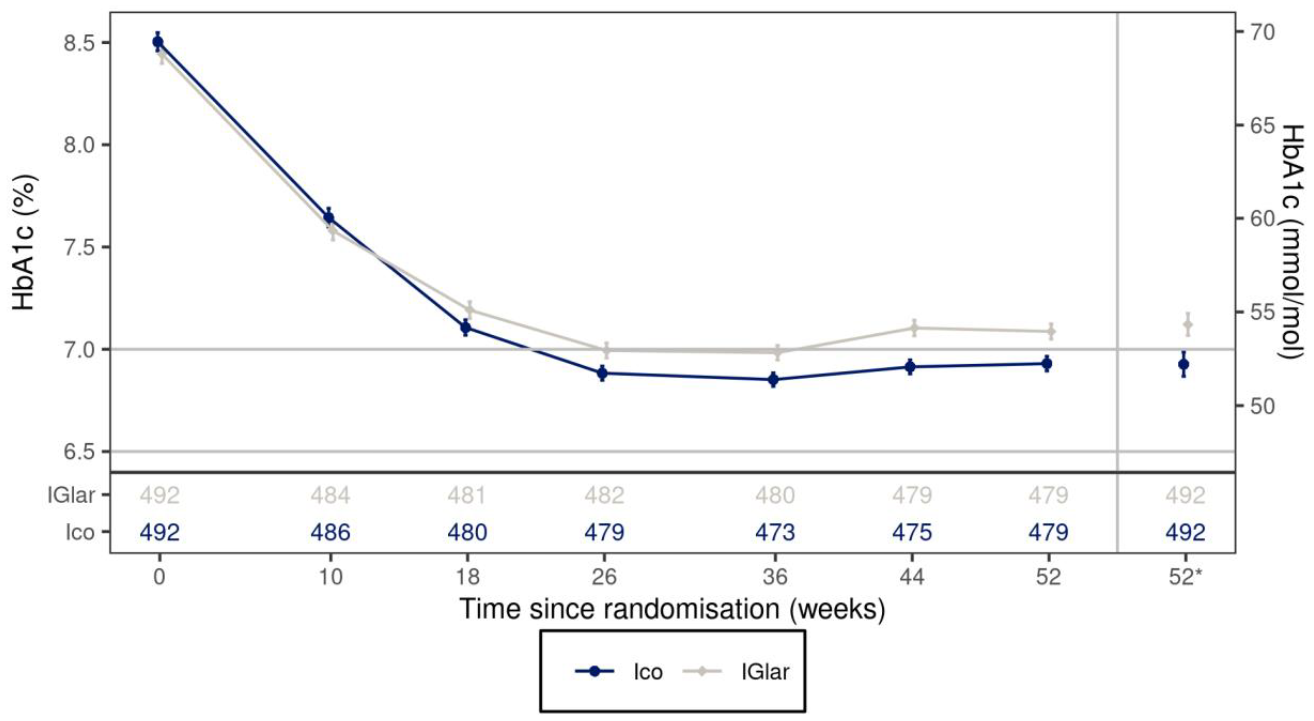 HbA1c (%)
8.5
8.0
7.5
7.0
6.5
70
65
60
55
50
HbA1c (mmol/mol)
IGlar 492 484 481 482 480 479 479 492
Ico 492 486 480 479 473 475 479 492
0 10 18 26 36 44 52 52*
Time since randomisation (weeks)
Ico IGlar